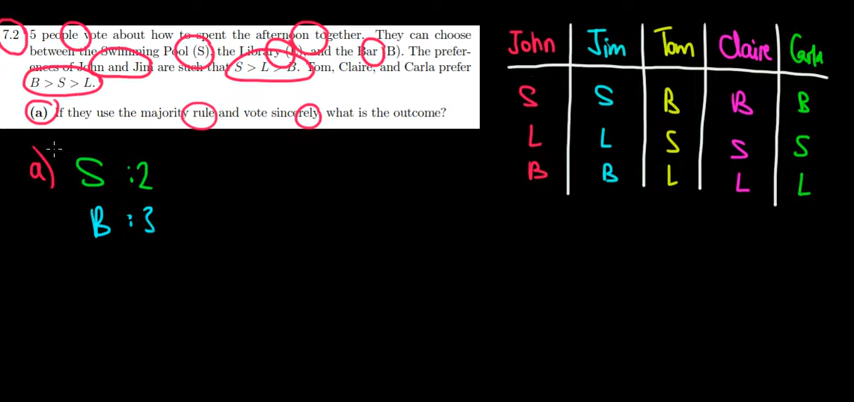 7.2 5 people vote about how to spent the afternoon together. They can choose
between the Swimming Pool (S), the Library (L), and the Bar (B). The prefer-
ences of John and Jim are such that S > L > B. Tom, Claire, and Carla prefer
B > S > L.
(a) If they use the majority rule and vote sincerely, what is the outcome?
a) S : 2
B : 3
John Jim Tom Claire Carla
S S B B B
L L S S S
B B L L L